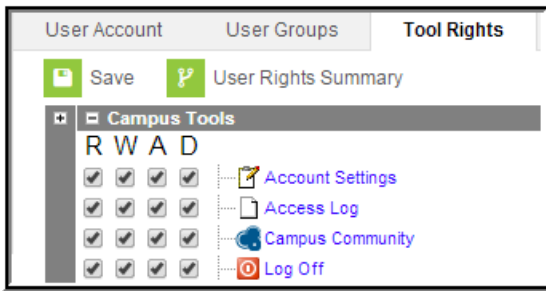 User Account User Groups Tool Rights
Save User Rights Summary
Campus Tools
R W A D
Account Settings
Access Log
Campus Community
Log Off